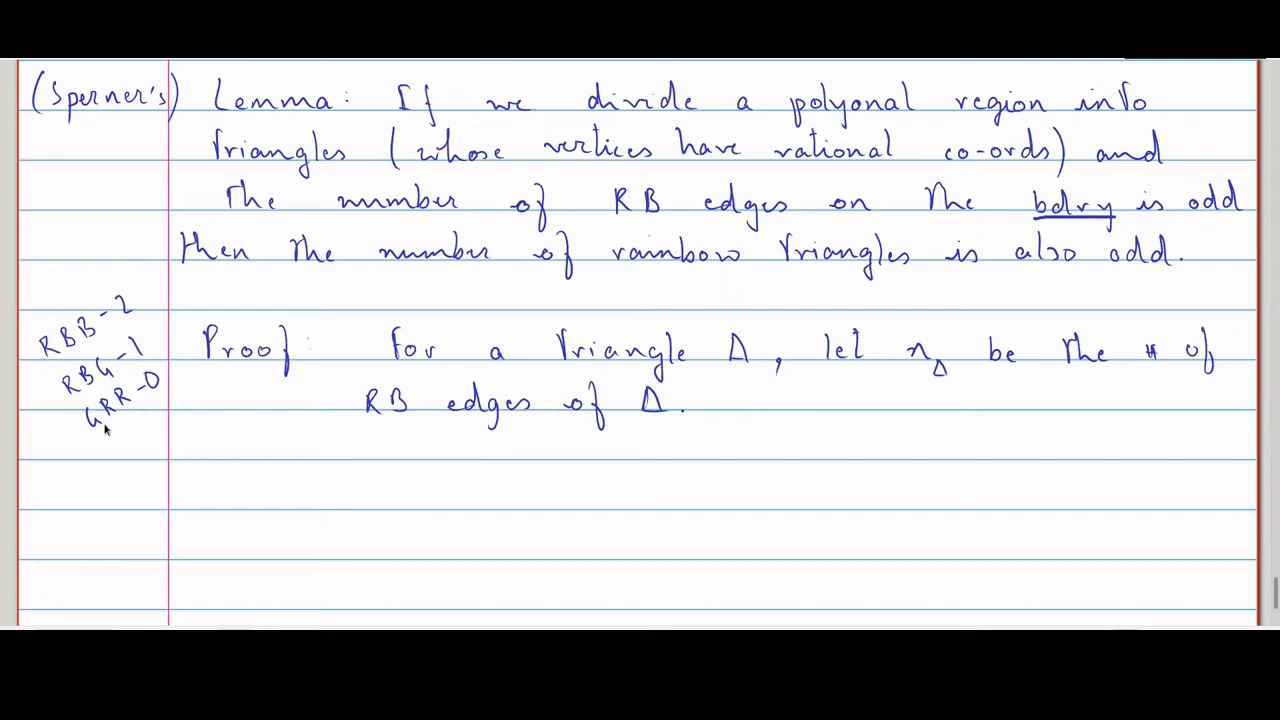 (Sperner's) Lemma: If we divide a polyonal region into
triangles (whose vertices have rational co-ords) and
the number of RB edges on the bdry is odd
then the number of rainbow triangles is also odd.
RBB-2
RBG-1
GRR-0
Proof: For a triangle Δ, let n_Δ be the # of
RB edges of Δ.